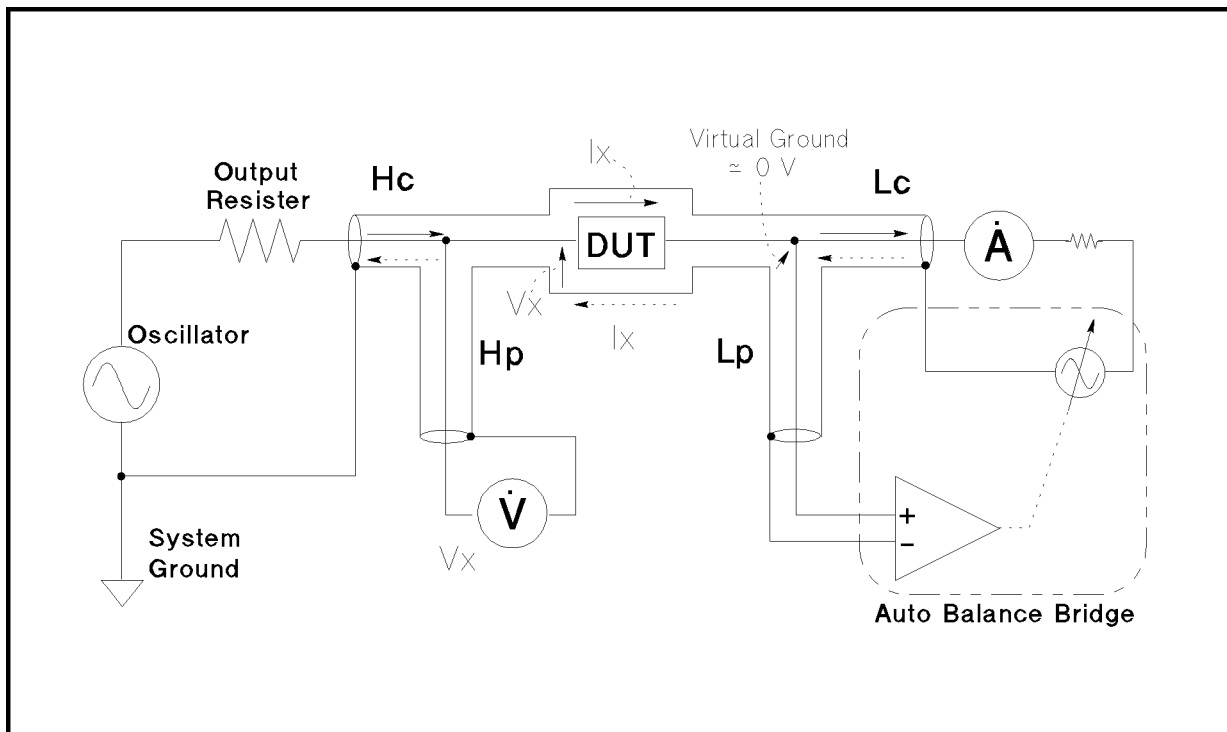 Virtual Ground
≃ 0 V
Ix
Output
Resister
Hc
Lc
DUT
Ȧ
Vx
Ix
Oscillator
Hp
Lp
V̇
+
−
System
Ground
Vx
Auto Balance Bridge